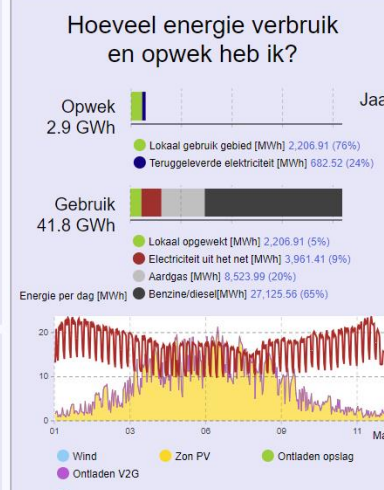 Hoeveel energie verbruik
en opwek heb ik?
Opwek
2.9 GWh
Jaa
Lokaal gebruik gebied [MWh] 2,206.91 (76%)
Teruggeleverde elektriciteit [MWh] 682.52 (24%)
Gebruik
41.8 GWh
Lokaal opgewekt [MWh] 2,206.91 (5%)
Electriciteit uit het net [MWh] 3,961.41 (9%)
Aardgas [MWh] 8,523.99 (20%)
Energie per dag [MWh]
Benzine/diesel[MWh] 27,125.56 (65%)
20
10
0
01 03 06 09 11 Ma
Wind Zon PV Ontladen opslag
Ontladen V2G